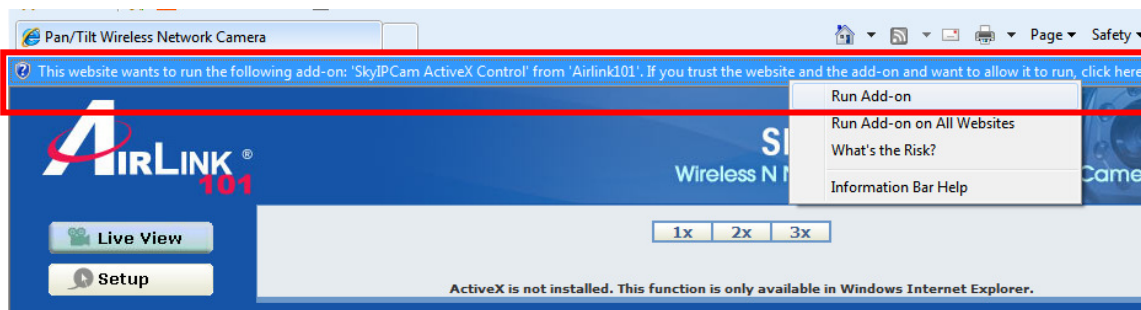 Pan/Tilt Wireless Network Camera
Page Safety
This website wants to run the following add-on: 'SkyIPCam ActiveX Control' from 'Airlink101'. If you trust the website and the add-on and want to allow it to run, click here
Run Add-on
Run Add-on on All Websites
What's the Risk?
Information Bar Help
AIRLINK ®
101
S
Wireless N Came
Live View
1x 2x 3x
Setup
ActiveX is not installed. This function is only available in Windows Internet Explorer.